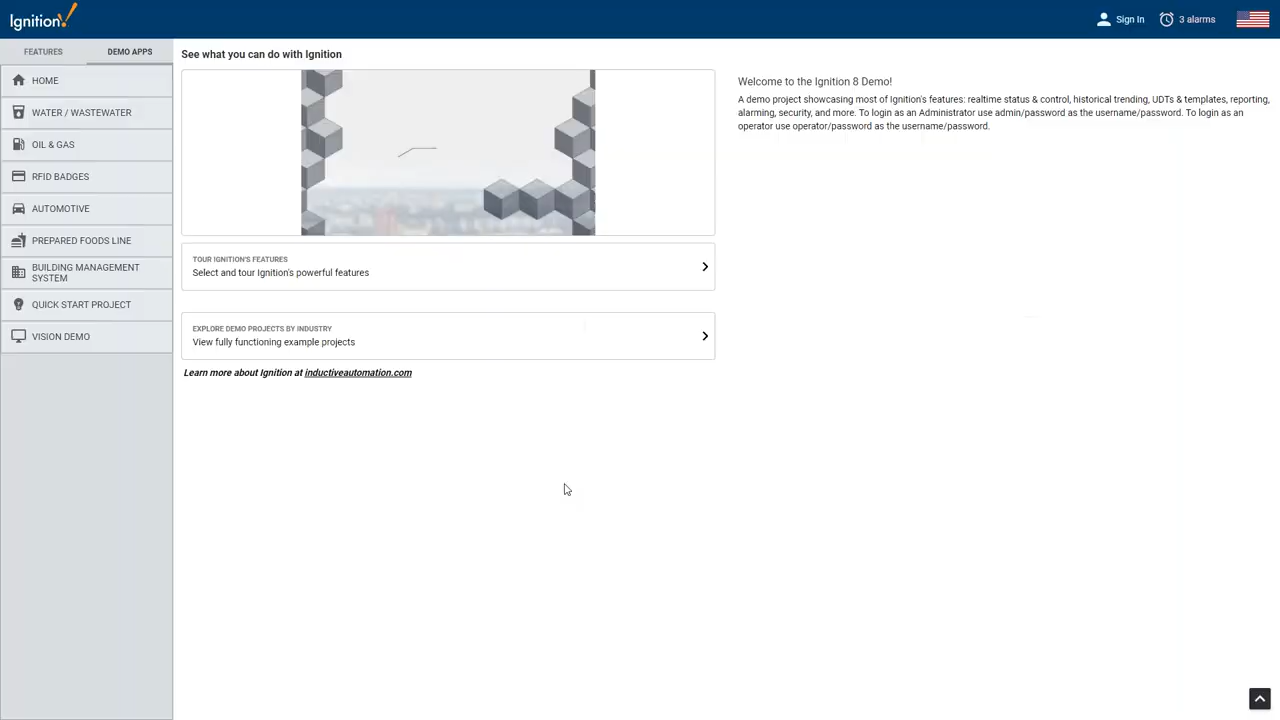 Ignition!
Sign In
3 alarms
FEATURES
DEMO APPS
HOME
WATER / WASTEWATER
OIL & GAS
RFID BADGES
AUTOMOTIVE
PREPARED FOODS LINE
BUILDING MANAGEMENT
SYSTEM
QUICK START PROJECT
VISION DEMO
See what you can do with Ignition
TOUR IGNITION'S FEATURES
Select and tour Ignition's powerful features
EXPLORE DEMO PROJECTS BY INDUSTRY
View fully functioning example projects
Learn more about Ignition at inductiveautomation.com
Welcome to the Ignition 8 Demo!
A demo project showcasing most of Ignition's features: realtime status & control, historical trending, UDTs & templates, reporting,
alarming, security, and more. To login as an Administrator use admin/password as the username/password. To login as an
operator use operator/password as the username/password.